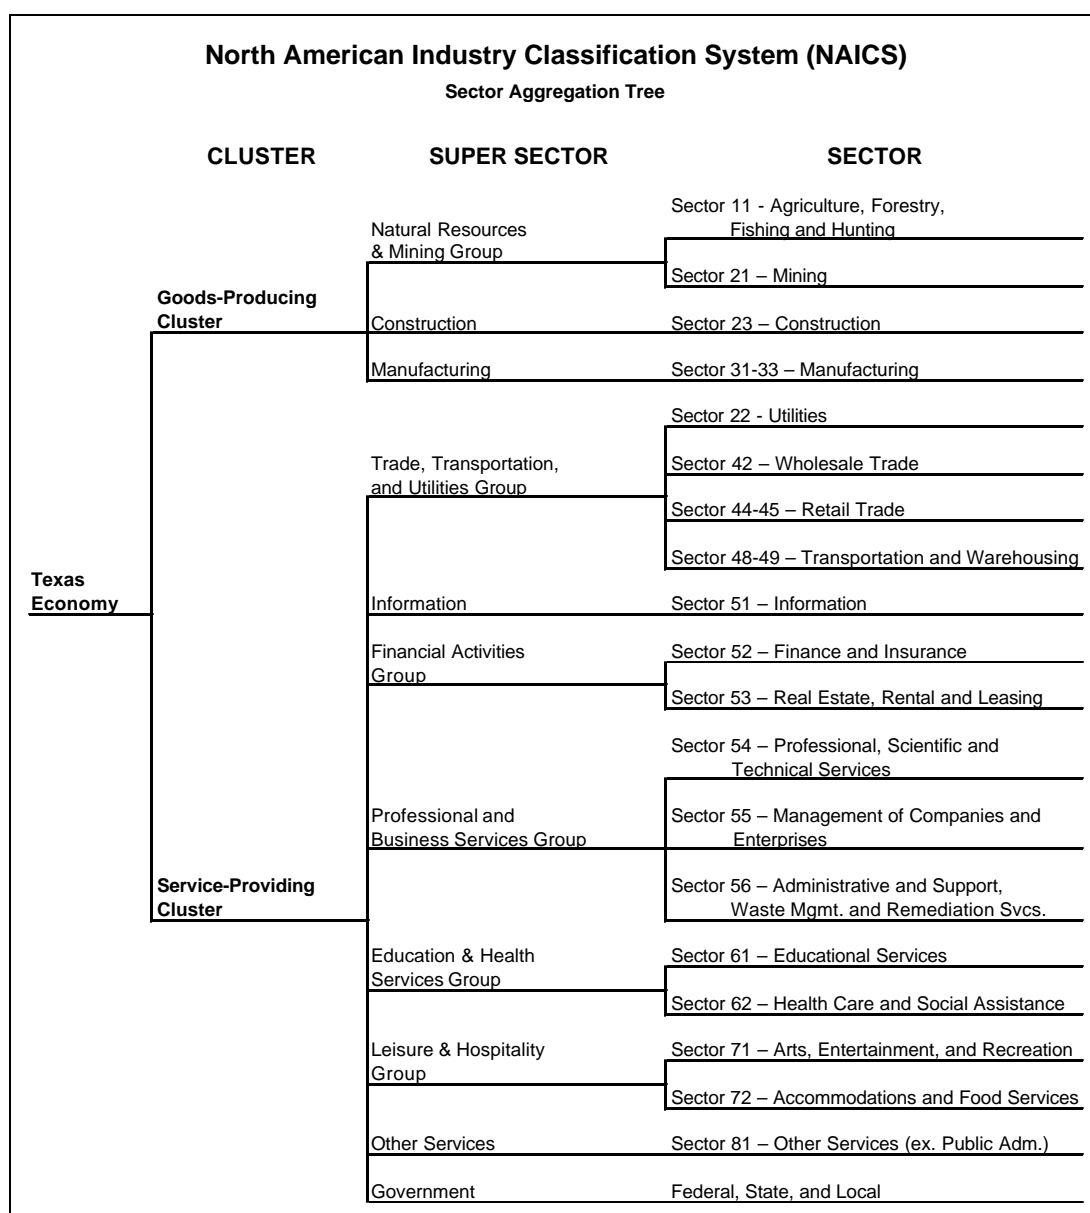 North American Industry Classification System (NAICS)
Sector Aggregation Tree
CLUSTER SUPER SECTOR SECTOR
Sector 11 - Agriculture, Forestry,
Fishing and Hunting
Natural Resources
& Mining Group
Sector 21 – Mining
Goods-Producing
Cluster
Construction Sector 23 – Construction
Manufacturing Sector 31-33 – Manufacturing
Sector 22 - Utilities
Trade, Transportation,
and Utilities Group
Sector 42 – Wholesale Trade
Sector 44-45 – Retail Trade
Sector 48-49 – Transportation and Warehousing
Texas
Economy
Information Sector 51 – Information
Financial Activities
Group
Sector 52 – Finance and Insurance
Sector 53 – Real Estate, Rental and Leasing
Sector 54 – Professional, Scientific and
Technical Services
Professional and
Business Services Group
Sector 55 – Management of Companies and
Enterprises
Service-Providing
Cluster
Sector 56 – Administrative and Support,
Waste Mgmt. and Remediation Svcs.
Education & Health
Services Group
Sector 61 – Educational Services
Sector 62 – Health Care and Social Assistance
Leisure & Hospitality
Group
Sector 71 – Arts, Entertainment, and Recreation
Sector 72 – Accommodations and Food Services
Other Services Sector 81 – Other Services (ex. Public Adm.)
Government Federal, State, and Local